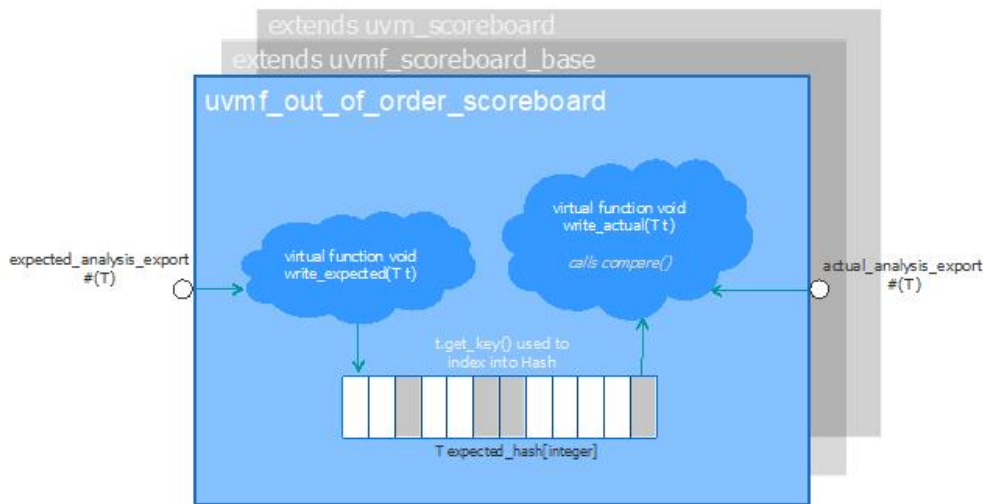 extends uvm_scoreboard
extends uvmf_scoreboard_base
uvmf_out_of_order_scoreboard
virtual function void
write_actual(T t)
calls compare()
virtual function void
write_expected(T t)
expected_analysis_export
#(T)
actual_analysis_export
#(T)
t.get_key() used to
index into Hash
T expected_hash[integer]